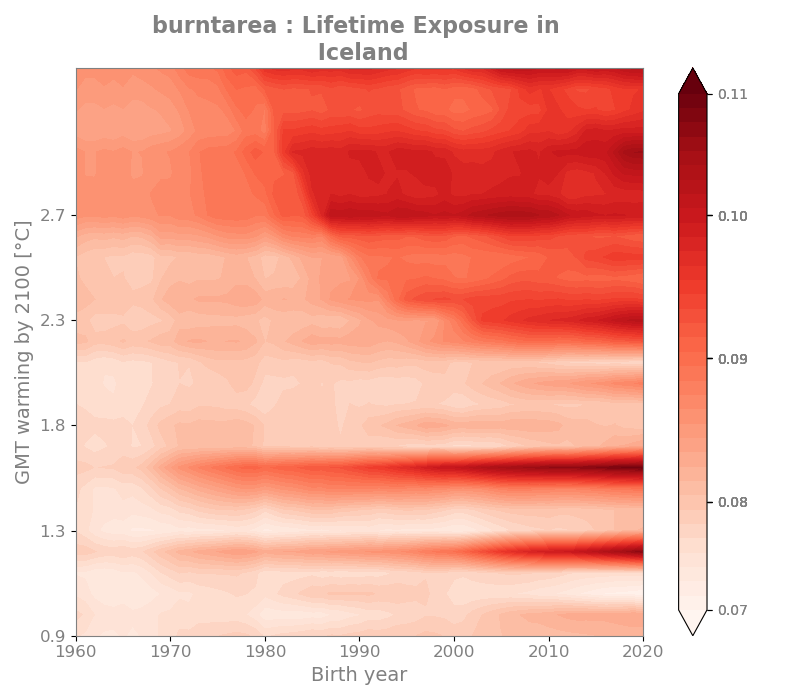 burntarea : Lifetime Exposure in
Iceland
GMT warming by 2100 [°C]
2.7
2.3
1.8
1.3
0.9
1960 1970 1980 1990 2000 2010 2020
Birth year
0.11
0.10
0.09
0.08
0.07